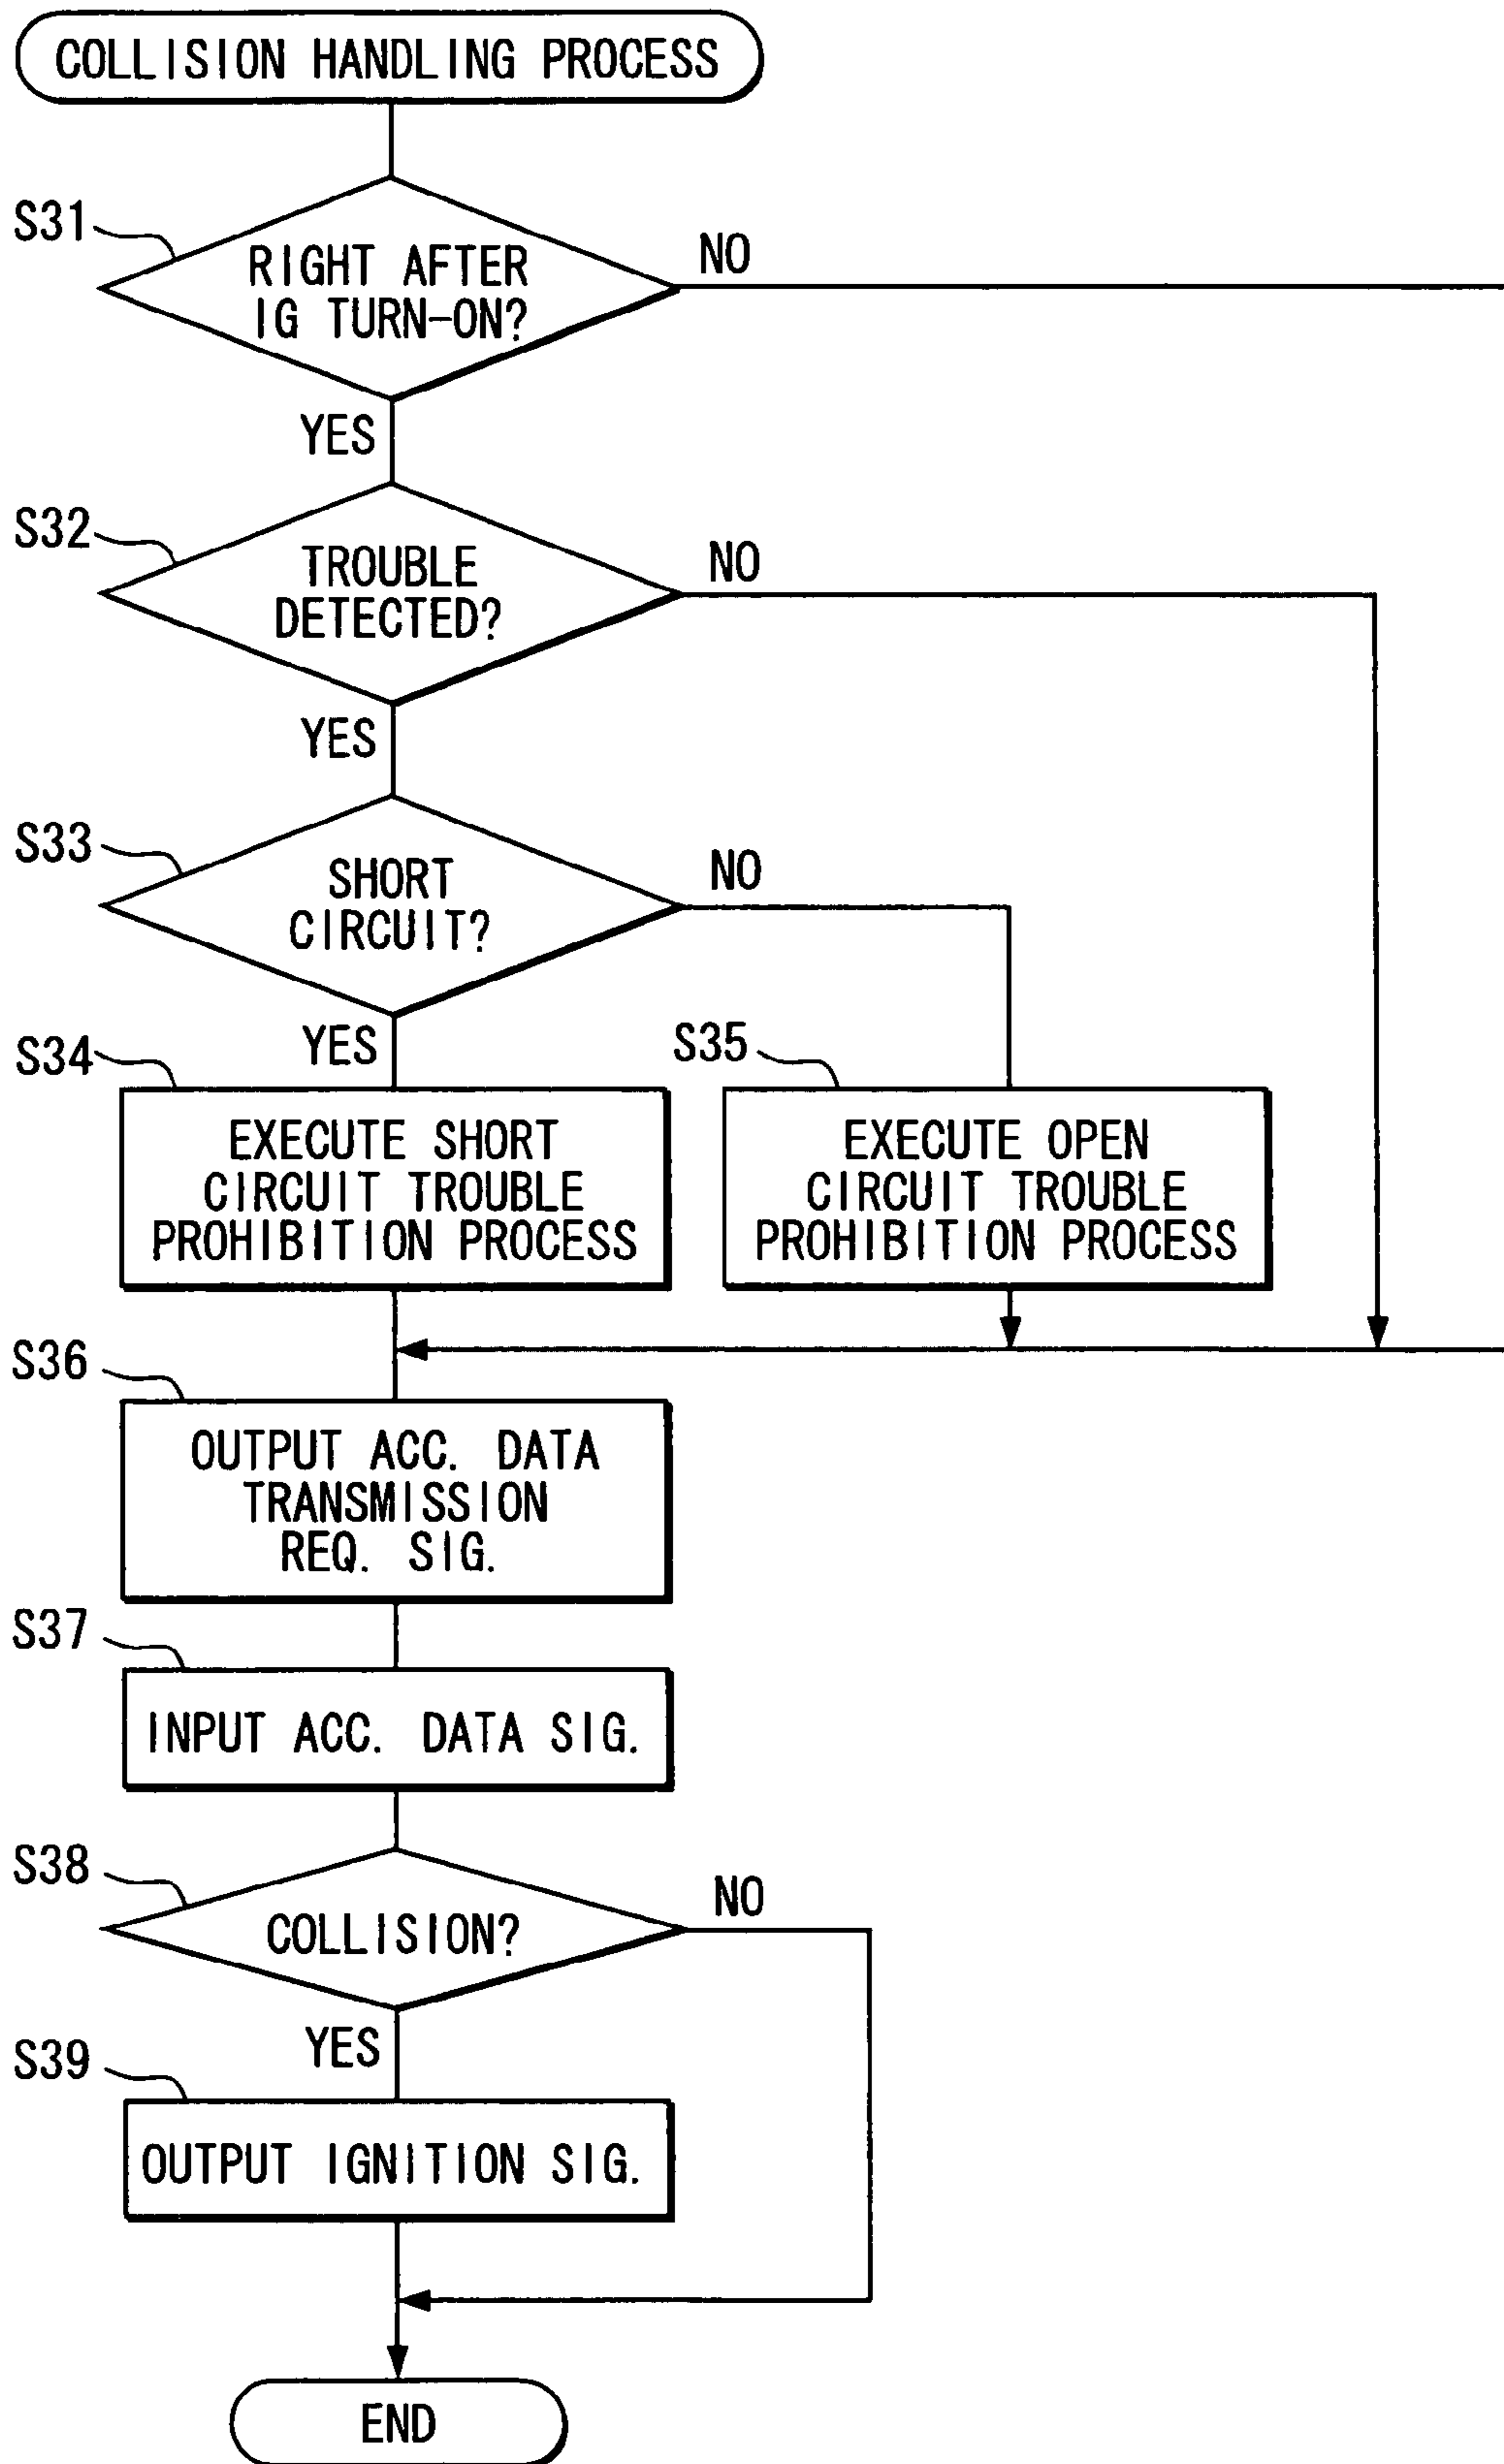 COLLISION HANDLING PROCESS
S31
RIGHT AFTER
IG TURN-ON?
NO
YES
S32
TROUBLE
DETECTED?
NO
YES
S33
SHORT
CIRCUIT?
NO
YES
S34
EXECUTE SHORT
CIRCUIT TROUBLE
PROHIBITION PROCESS
S35
EXECUTE OPEN
CIRCUIT TROUBLE
PROHIBITION PROCESS
S36
OUTPUT ACC. DATA
TRANSMISSION
REQ. SIG.
S37
INPUT ACC. DATA SIG.
S38
COLLISION?
NO
YES
S39
OUTPUT IGNITION SIG.
END